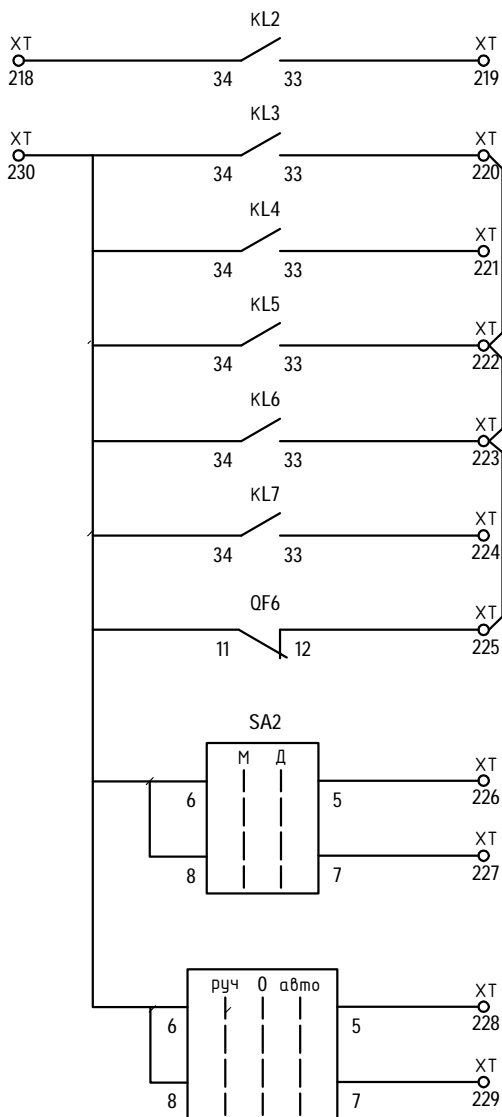 KL2
XT XT
218 34 33 219
KL3
XT XT
230 34 33 220
KL4
XT
34 33 221
KL5
XT
34 33 222
KL6
XT
34 33 223
KL7
XT
34 33 224
QF6
XT
11 12 225
SA2
М Д XT
6 5 226
XT
8 7 227
руч 0 авто XT
6 5 228
XT
8 7 229